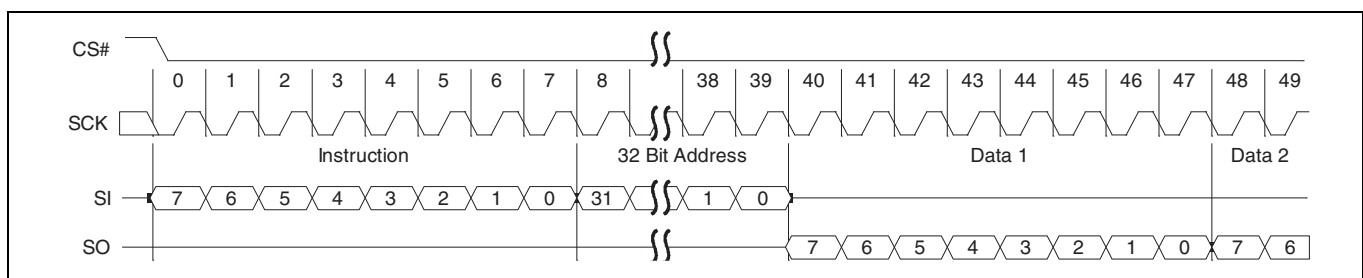 CS#
0 1 2 3 4 5 6 7 8 38 39 40 41 42 43 44 45 46 47 48 49
SCK
Instruction 32 Bit Address Data 1 Data 2
SI 7 6 5 4 3 2 1 0 31 1 0
SO 7 6 5 4 3 2 1 0 7 6